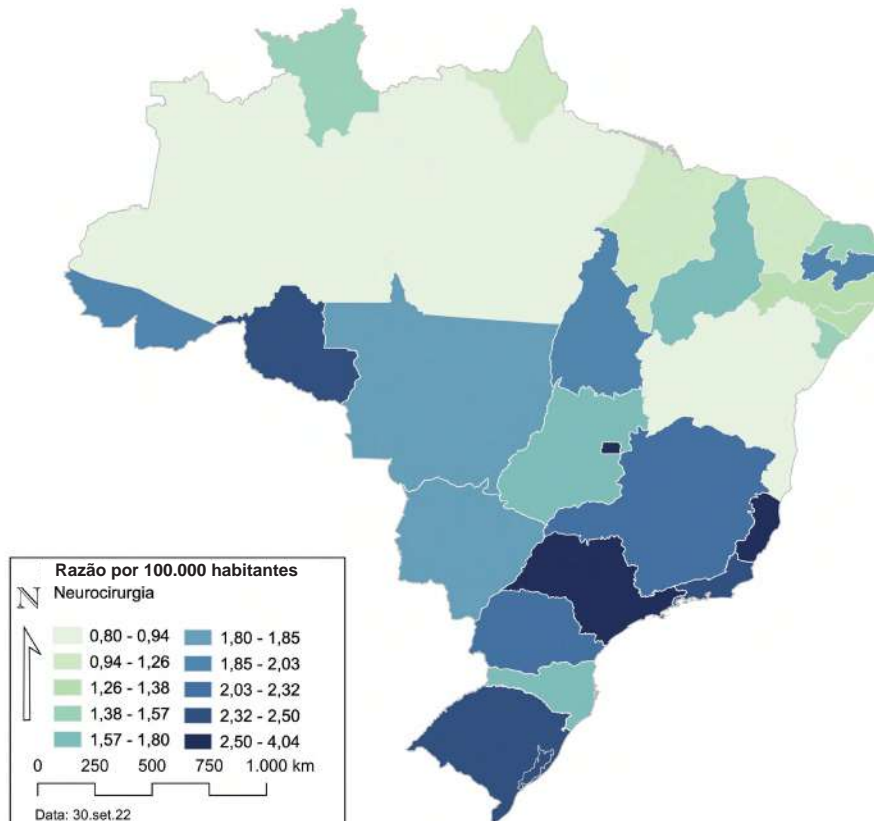 Razão por 100.000 habitantes
N Neurocirurgia
0,80 - 0,94
0,94 - 1,26
1,26 - 1,38
1,38 - 1,57
1,57 - 1,80
1,80 - 1,85
1,85 - 2,03
2,03 - 2,32
2,32 - 2,50
2,50 - 4,04
0 250 500 750 1.000 km
Data: 30.set.22